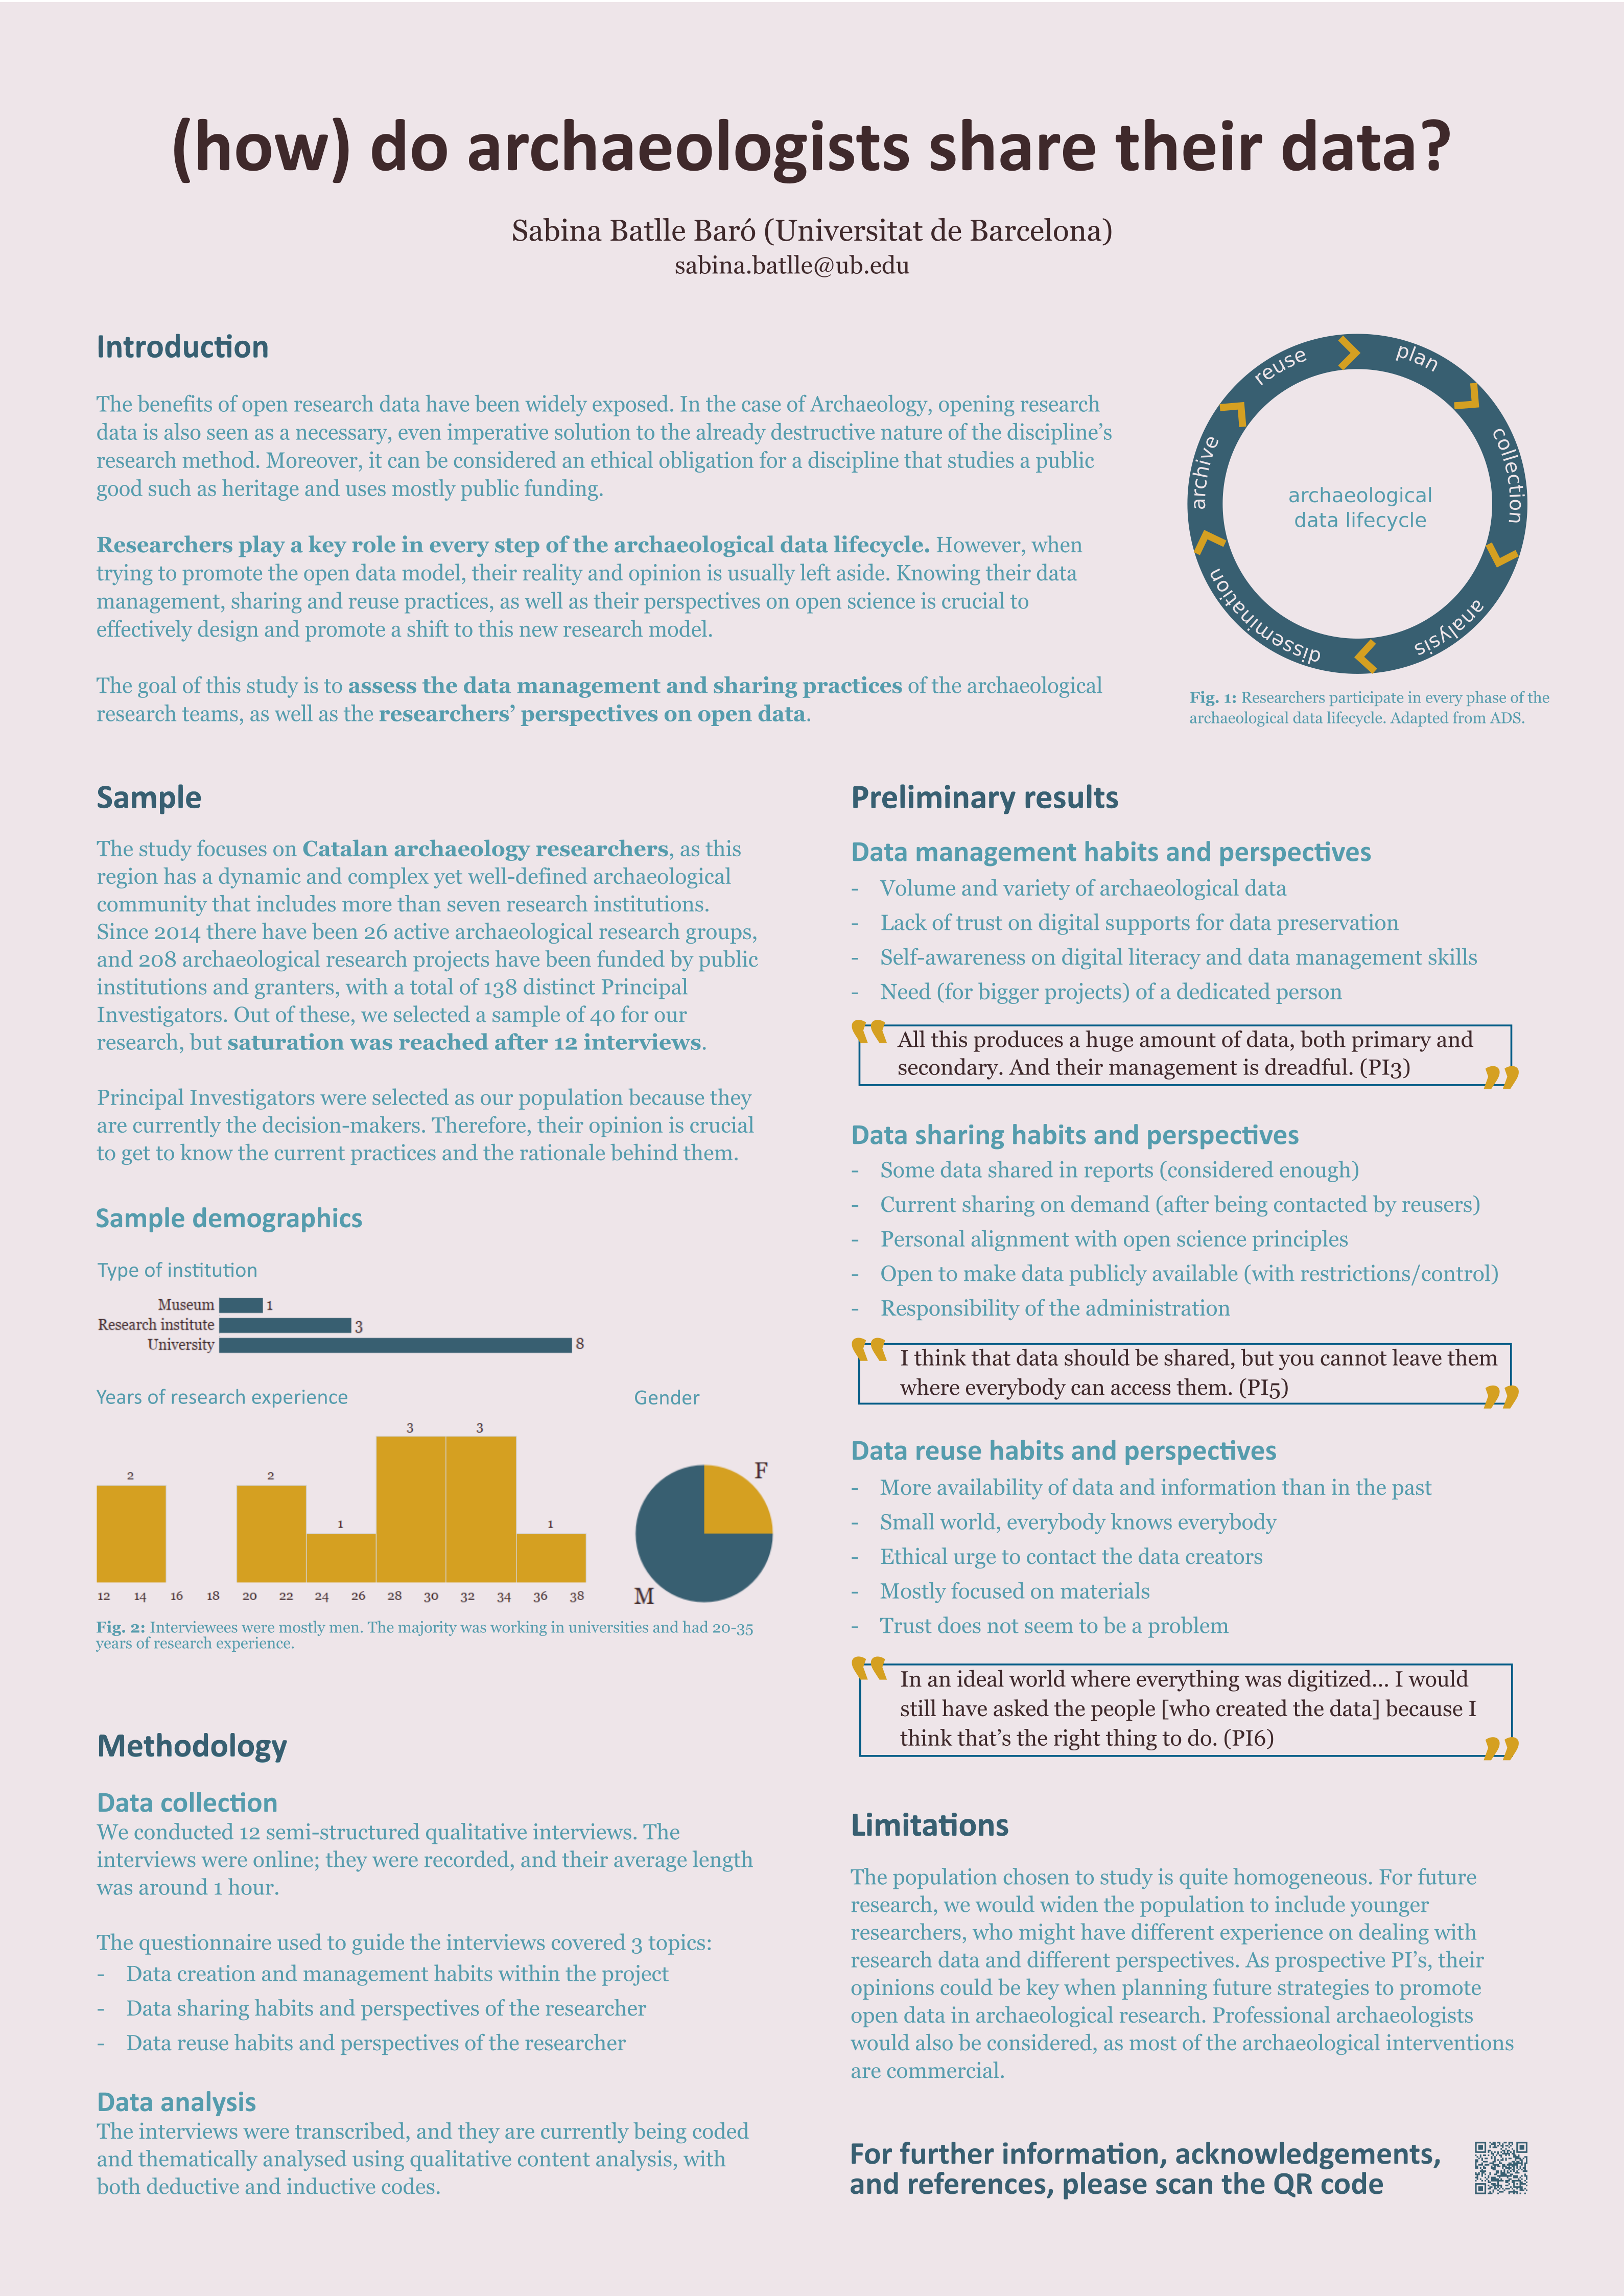 (how) do archaeologists share their data?
Sabina Batlle Baró (Universitat de Barcelona)
sabina.batlle@ub.edu
Introduction
The benefits of open research data have been widely exposed. In the case of Archaeology, opening research
data is also seen as a necessary, even imperative solution to the already destructive nature of the discipline’s
research method. Moreover, it can be considered an ethical obligation for a discipline that studies a public
good such as heritage and uses mostly public funding.
Researchers play a key role in every step of the archaeological data lifecycle. However, when
trying to promote the open data model, their reality and opinion is usually left aside. Knowing their data
management, sharing and reuse practices, as well as their perspectives on open science is crucial to
effectively design and promote a shift to this new research model.
The goal of this study is to assess the data management and sharing practices of the archaeological
research teams, as well as the researchers’ perspectives on open data.
plan
collection
analysis
dissemination
archive
reuse
archaeological
data lifecycle
Fig. 1: Researchers participate in every phase of the
archaeological data lifecycle. Adapted from ADS.
Sample
The study focuses on Catalan archaeology researchers, as this
region has a dynamic and complex yet well-defined archaeological
community that includes more than seven research institutions.
Since 2014 there have been 26 active archaeological research groups,
and 208 archaeological research projects have been funded by public
institutions and granters, with a total of 138 distinct Principal
Investigators. Out of these, we selected a sample of 40 for our
research, but saturation was reached after 12 interviews.
Principal Investigators were selected as our population because they
are currently the decision-makers. Therefore, their opinion is crucial
to get to know the current practices and the rationale behind them.
Sample demographics
Type of institution
Museum 1
Research institute 3
University 8
Years of research experience
2 2 1 3 3 1
12 14 16 18 20 22 24 26 28 30 32 34 36 38
Gender
F
M
Fig. 2: Interviewees were mostly men. The majority was working in universities and had 20-35
years of research experience.
Methodology
Data collection
We conducted 12 semi-structured qualitative interviews. The
interviews were online; they were recorded, and their average length
was around 1 hour.
The questionnaire used to guide the interviews covered 3 topics:
- Data creation and management habits within the project
- Data sharing habits and perspectives of the researcher
- Data reuse habits and perspectives of the researcher
Data analysis
The interviews were transcribed, and they are currently being coded
and thematically analysed using qualitative content analysis, with
both deductive and inductive codes.
Preliminary results
Data management habits and perspectives
- Volume and variety of archaeological data
- Lack of trust on digital supports for data preservation
- Self-awareness on digital literacy and data management skills
- Need (for bigger projects) of a dedicated person
“ All this produces a huge amount of data, both primary and
secondary. And their management is dreadful. (PI3) ”
Data sharing habits and perspectives
- Some data shared in reports (considered enough)
- Current sharing on demand (after being contacted by reusers)
- Personal alignment with open science principles
- Open to make data publicly available (with restrictions/control)
- Responsibility of the administration
“ I think that data should be shared, but you cannot leave them
where everybody can access them. (PI5) ”
Data reuse habits and perspectives
- More availability of data and information than in the past
- Small world, everybody knows everybody
- Ethical urge to contact the data creators
- Mostly focused on materials
- Trust does not seem to be a problem
“ In an ideal world where everything was digitized... I would
still have asked the people [who created the data] because I
think that’s the right thing to do. (PI6) ”
Limitations
The population chosen to study is quite homogeneous. For future
research, we would widen the population to include younger
researchers, who might have different experience on dealing with
research data and different perspectives. As prospective PI’s, their
opinions could be key when planning future strategies to promote
open data in archaeological research. Professional archaeologists
would also be considered, as most of the archaeological interventions
are commercial.
For further information, acknowledgements,
and references, please scan the QR code